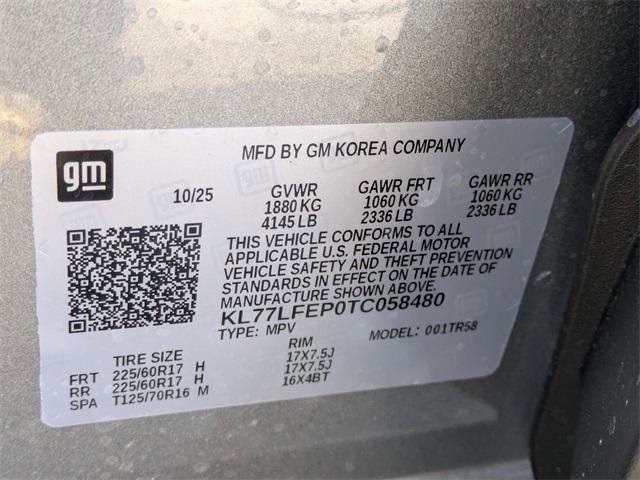 gm
MFD BY GM KOREA COMPANY
10/25 GVWR GAWR FRT GAWR RR
1880 KG 1060 KG 1060 KG
4145 LB 2336 LB 2336 LB
THIS VEHICLE CONFORMS TO ALL
APPLICABLE U.S. FEDERAL MOTOR
VEHICLE SAFETY AND THEFT PREVENTION
STANDARDS IN EFFECT ON THE DATE OF
MANUFACTURE SHOWN ABOVE.
KL77LFEP0TC058480
TYPE: MPV MODEL: 001TR58
TIRE SIZE RIM
FRT 225/60R17 H 17X7.5J
RR 225/60R17 H 17X7.5J
SPA T125/70R16 M 16X4BT